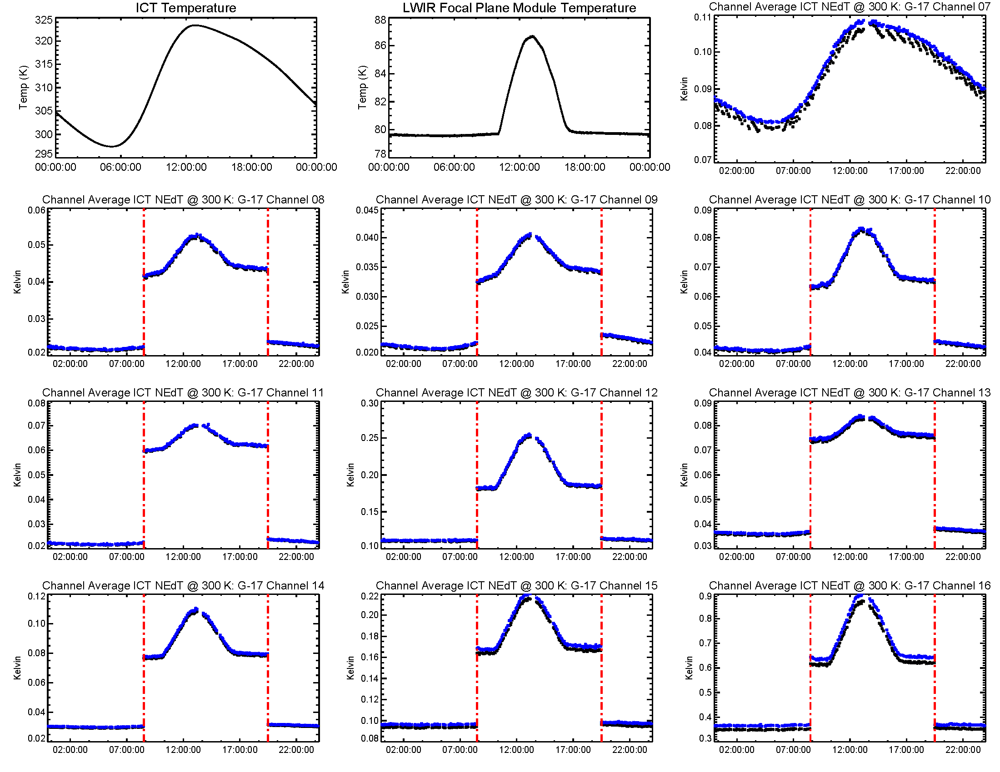 ICT Temperature
325
320
315
310
305
300
295
Temp (K)
00:00:00 06:00:00 12:00:00 18:00:00 00:00:00
LWIR Focal Plane Module Temperature
88
86
84
82
80
78
Temp (K)
00:00:00 06:00:00 12:00:00 18:00:00 00:00:00
Channel Average ICT NEdT @ 300 K: G-17 Channel 07
0.11
0.10
0.09
0.08
0.07
Kelvin
02:00:00 07:00:00 12:00:00 17:00:00 22:00:00
Channel Average ICT NEdT @ 300 K: G-17 Channel 08
0.06
0.05
0.04
0.03
0.02
Kelvin
02:00:00 07:00:00 12:00:00 17:00:00 22:00:00
Channel Average ICT NEdT @ 300 K: G-17 Channel 09
0.045
0.040
0.035
0.030
0.025
0.020
Kelvin
02:00:00 07:00:00 12:00:00 17:00:00 22:00:00
Channel Average ICT NEdT @ 300 K: G-17 Channel 10
0.09
0.08
0.07
0.06
0.05
0.04
Kelvin
02:00:00 07:00:00 12:00:00 17:00:00 22:00:00
Channel Average ICT NEdT @ 300 K: G-17 Channel 11
0.08
0.07
0.06
0.05
0.04
0.03
0.02
Kelvin
02:00:00 07:00:00 12:00:00 17:00:00 22:00:00
Channel Average ICT NEdT @ 300 K: G-17 Channel 12
0.30
0.25
0.20
0.15
0.10
Kelvin
02:00:00 07:00:00 12:00:00 17:00:00 22:00:00
Channel Average ICT NEdT @ 300 K: G-17 Channel 13
0.09
0.08
0.07
0.06
0.05
0.04
0.03
Kelvin
02:00:00 07:00:00 12:00:00 17:00:00 22:00:00
Channel Average ICT NEdT @ 300 K: G-17 Channel 14
0.12
0.10
0.08
0.06
0.04
0.02
Kelvin
02:00:00 07:00:00 12:00:00 17:00:00 22:00:00
Channel Average ICT NEdT @ 300 K: G-17 Channel 15
0.22
0.20
0.18
0.16
0.14
0.12
0.10
0.08
Kelvin
02:00:00 07:00:00 12:00:00 17:00:00 22:00:00
Channel Average ICT NEdT @ 300 K: G-17 Channel 16
0.9
0.8
0.7
0.6
0.5
0.4
0.3
Kelvin
02:00:00 07:00:00 12:00:00 17:00:00 22:00:00